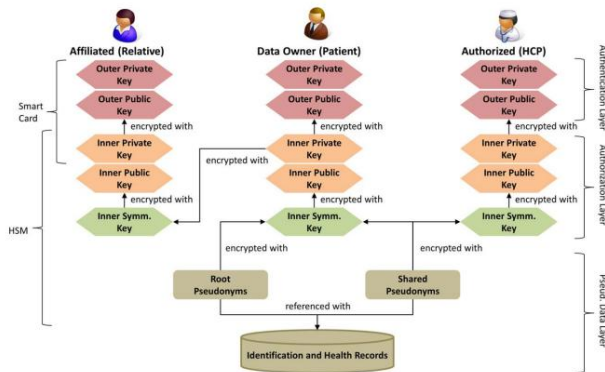 Affiliated (Relative)
Data Owner (Patient)
Authorized (HCP)
Outer Private
Key
Outer Private
Key
Outer Private
Key
Outer Public
Key
Outer Public
Key
Outer Public
Key
Smart
Card
Authentication Layer
encrypted with
encrypted with
encrypted with
Inner Private
Key
encrypted with
Inner Private
Key
Inner Private
Key
Inner Public
Key
Inner Public
Key
Inner Public
Key
encrypted with
encrypted with
encrypted with
Authorization Layer
Inner Symm.
Key
Inner Symm.
Key
Inner Symm.
Key
HSM
encrypted with
encrypted with
Root
Pseudonyms
Shared
Pseudonyms
referenced with
Pseud. Data
Layer
Identification and Health Records